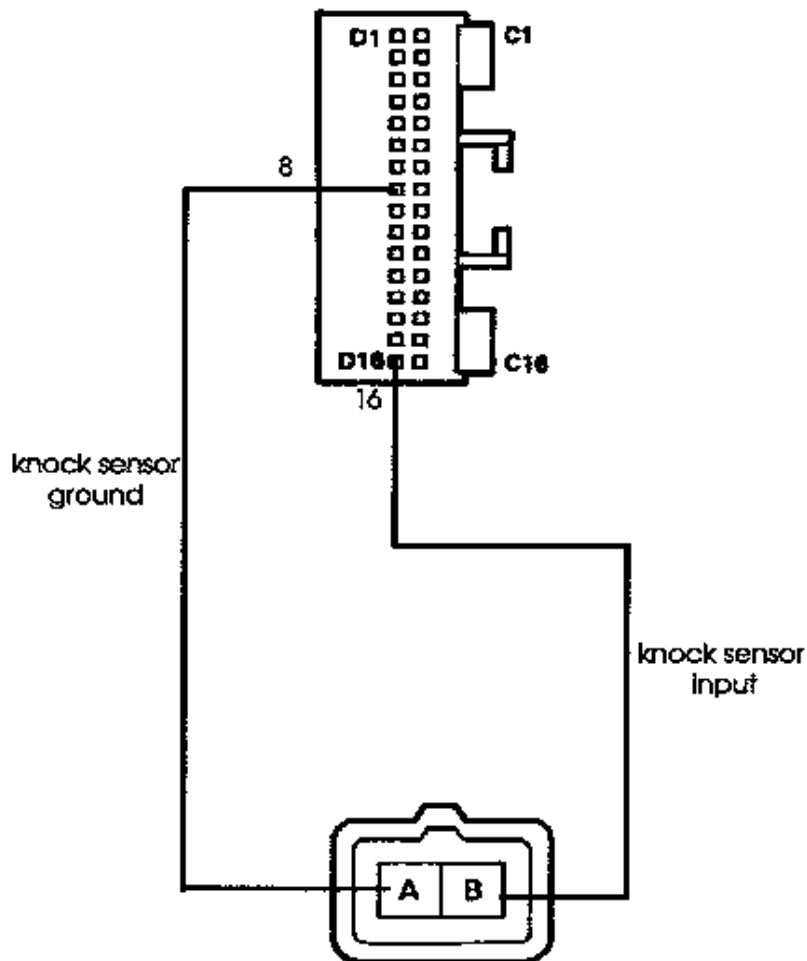 D1
C1
8
D16
C16
16
knock sensor
ground
knock sensor
input
A
B